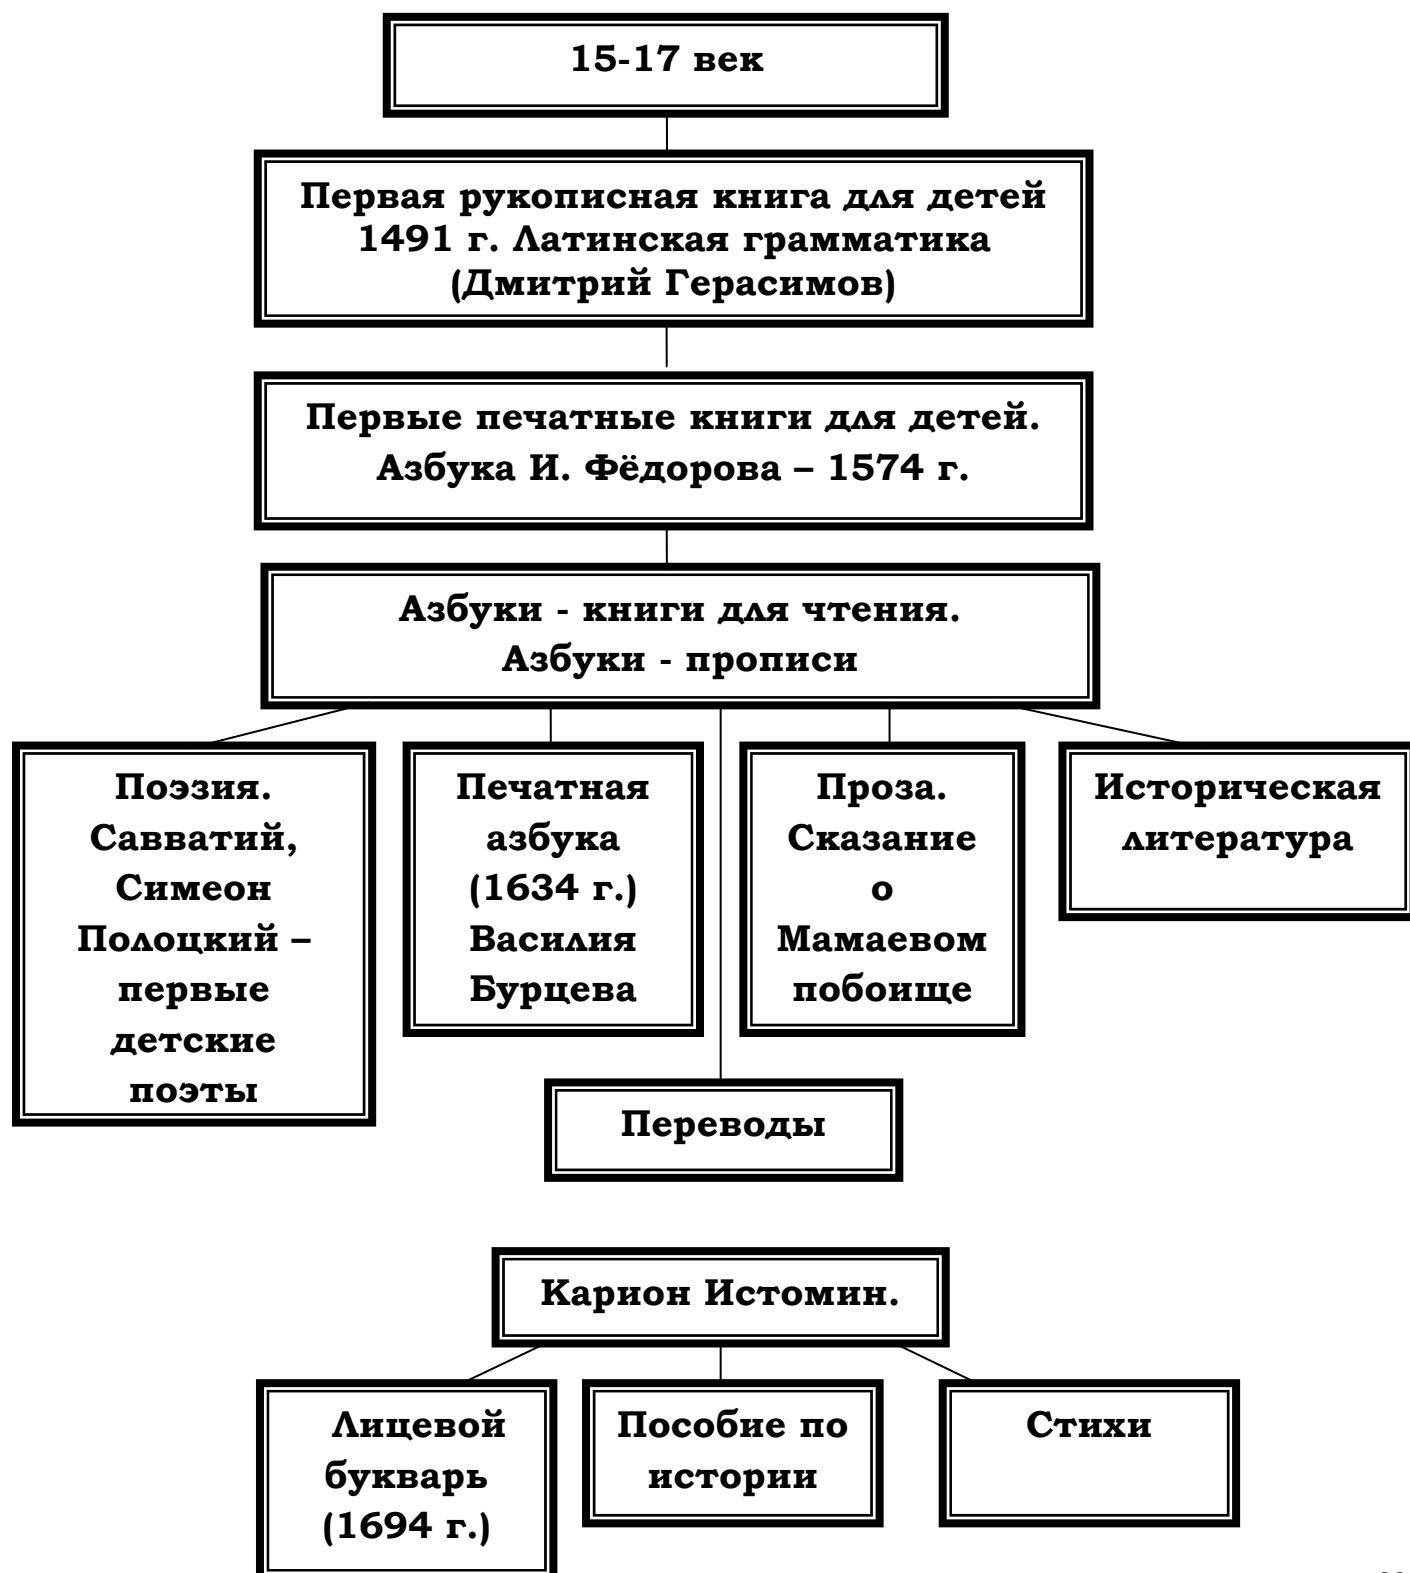 15-17 век
Первая рукописная книга для детей
1491 г. Латинская грамматика
(Дмитрий Герасимов)
Первые печатные книги для детей.
Азбука И. Фёдорова – 1574 г.
Азбуки - книги для чтения.
Азбуки - прописи
Поэзия.
Савватий,
Симеон
Полоцкий –
первые
детские
поэты
Печатная
азбука
(1634 г.)
Василия
Бурцева
Проза.
Сказание
о
Мамаевом
побоище
Историческая
литература
Переводы
Карион Истомин.
Лицевой
букварь
(1694 г.)
Пособие по
истории
Стихи